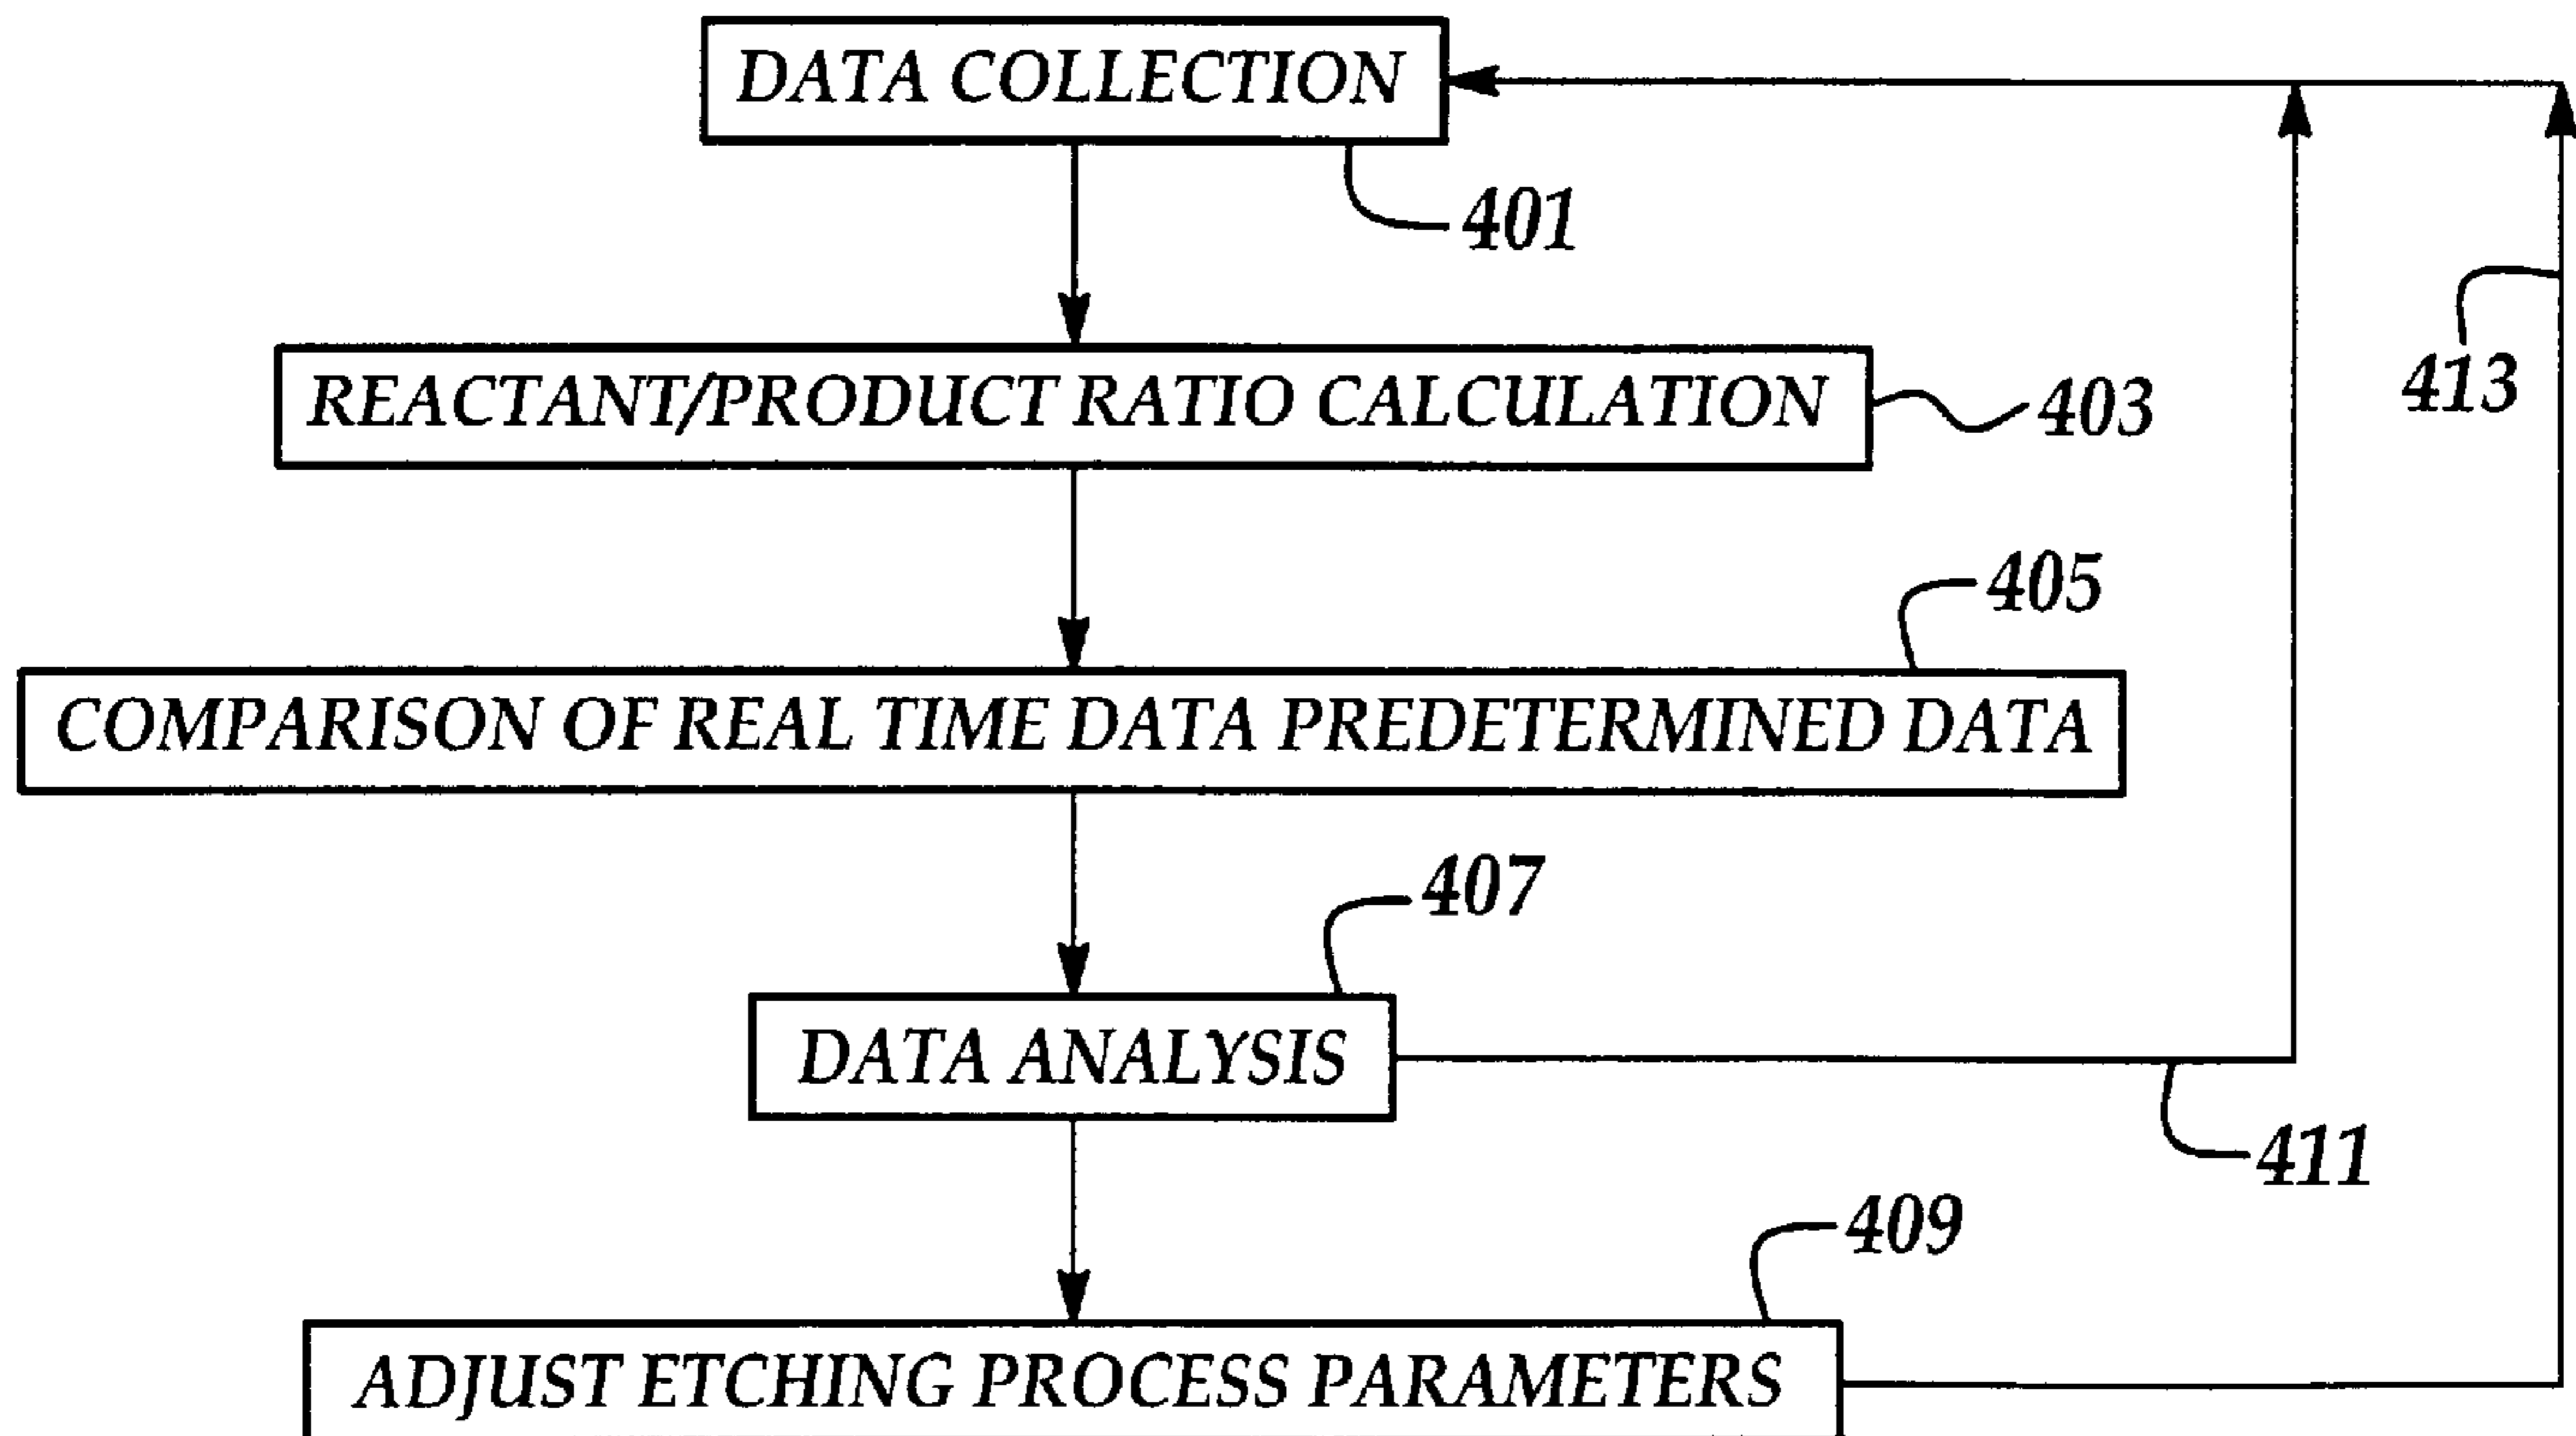 DATA COLLECTION
401
REACTANT/PRODUCT RATIO CALCULATION
403
413
405
COMPARISON OF REAL TIME DATA PREDETERMINED DATA
407
DATA ANALYSIS
411
409
ADJUST ETCHING PROCESS PARAMETERS